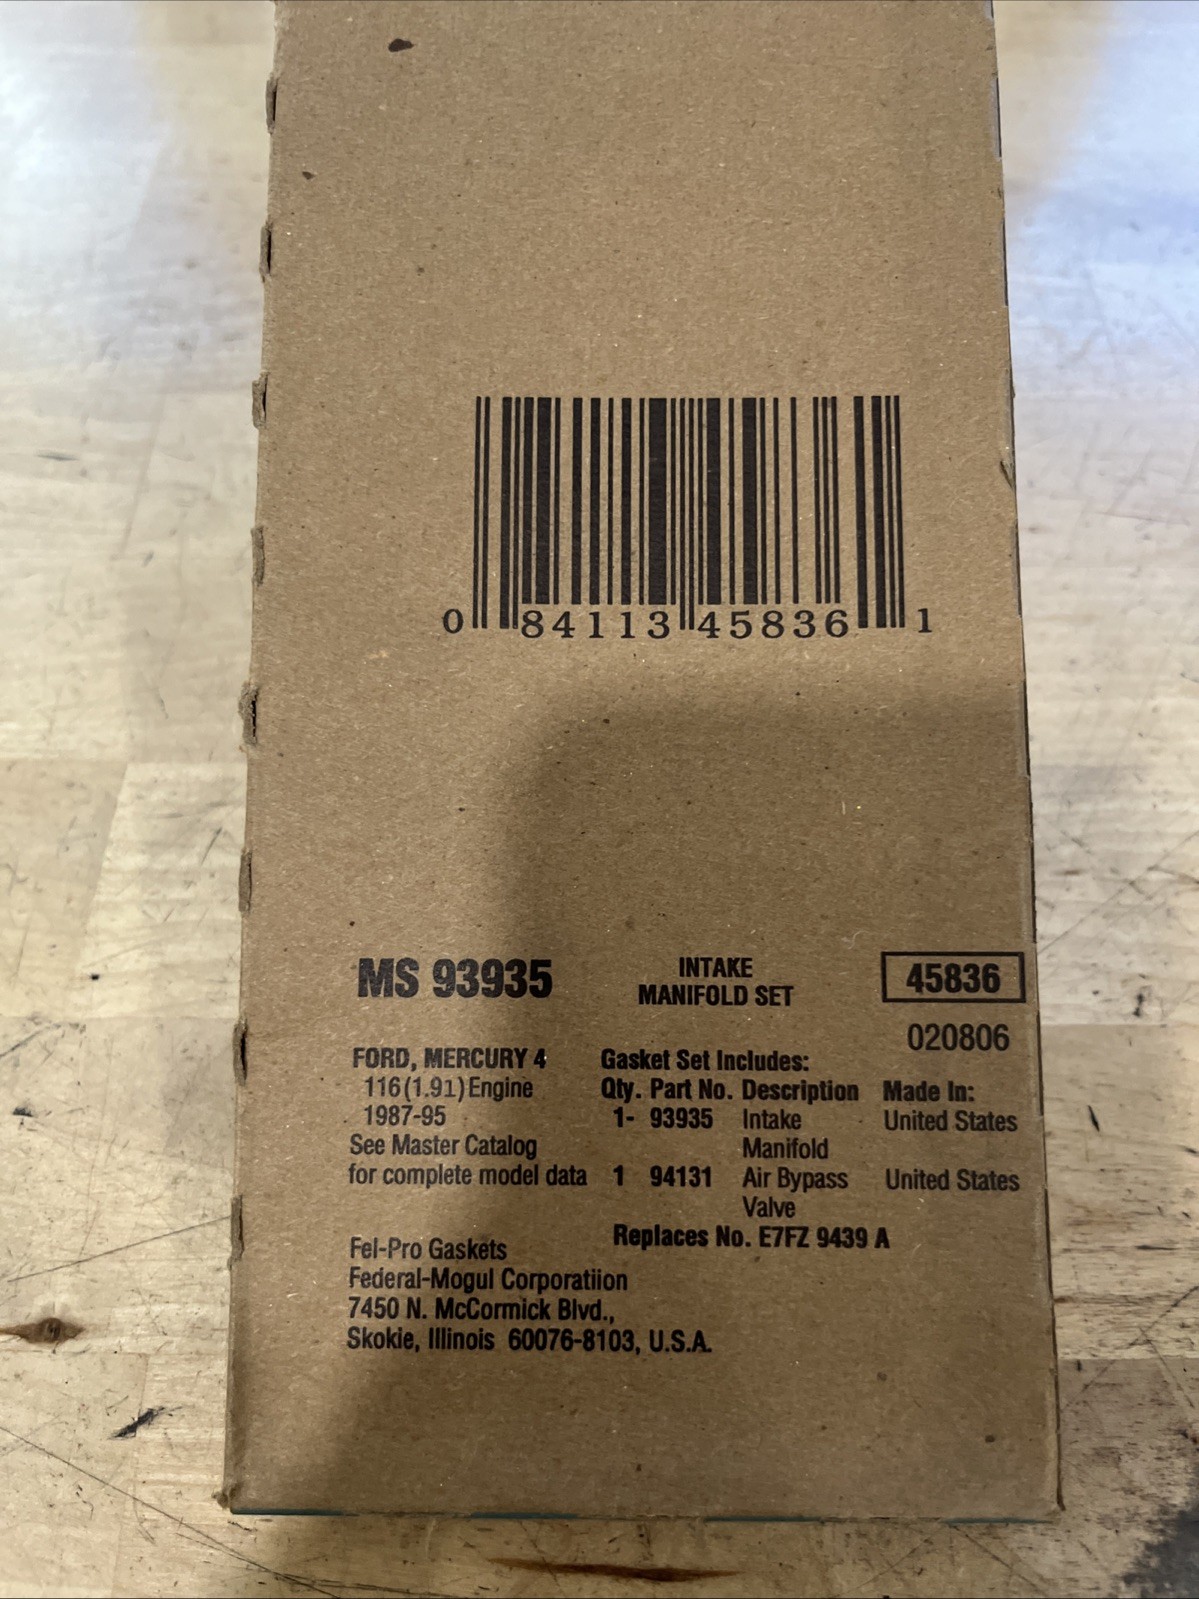 0 84113 45836 1
MS 93935
INTAKE
MANIFOLD SET
45836
020806
FORD, MERCURY 4
116(1.91) Engine
1987-95
See Master Catalog
for complete model data
Gasket Set Includes:
Qty. Part No. Description Made In:
1- 93935 Intake United States
Manifold
1 94131 Air Bypass United States
Valve
Replaces No. E7FZ 9439 A
Fel-Pro Gaskets
Federal-Mogul Corporatiion
7450 N. McCormick Blvd.,
Skokie, Illinois 60076-8103, U.S.A.